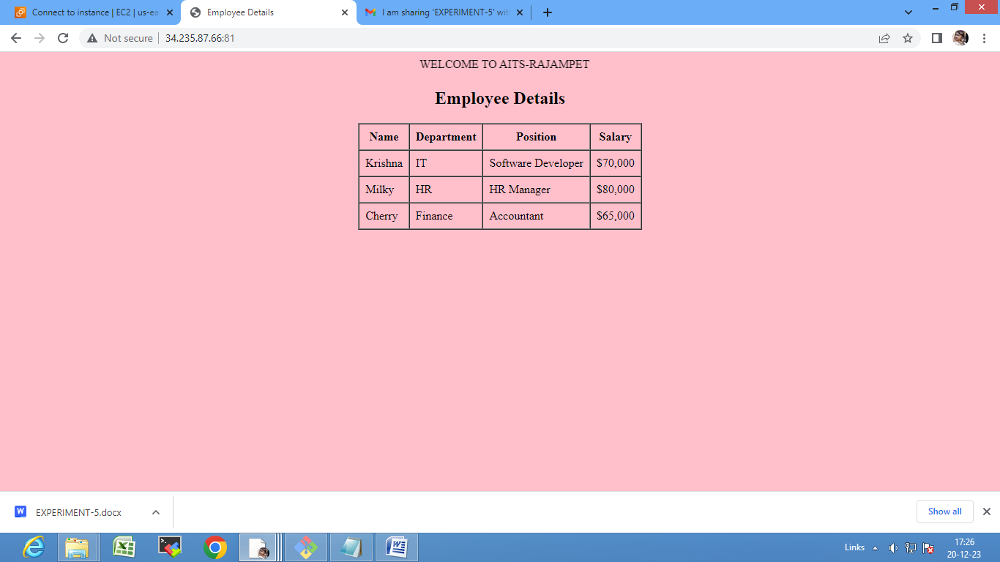 Connect to instance | EC2 | us-ea
Employee Details
I am sharing 'EXPERIMENT-5' wit
Not secure
34.235.87.66:81
WELCOME TO AITS-RAJAMPET
Employee Details
Name Department Position Salary
Krishna IT Software Developer $70,000
Milky HR HR Manager $80,000
Cherry Finance Accountant $65,000
EXPERIMENT-5.docx
Show all
Links
17:26
20-12-23